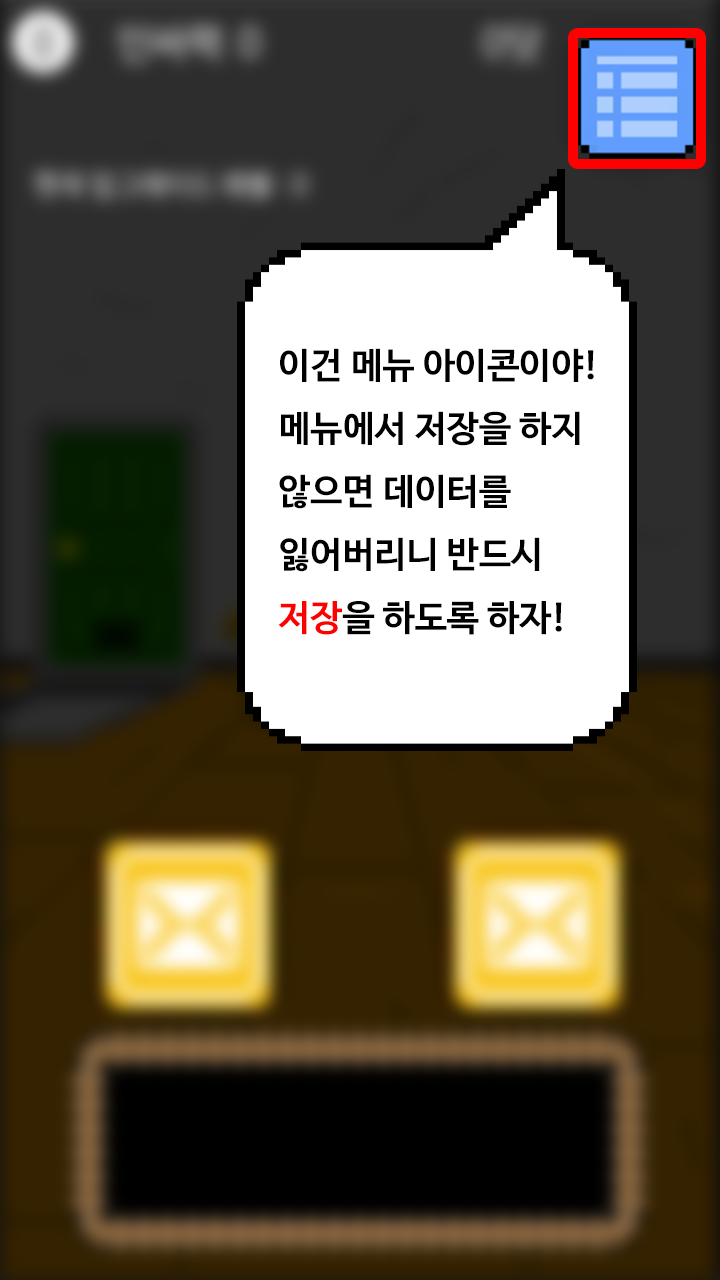 이건 메뉴 아이콘이야!
메뉴에서 저장을 하지
않으면 데이터를
잃어버리니 반드시
저장을 하도록 하자!